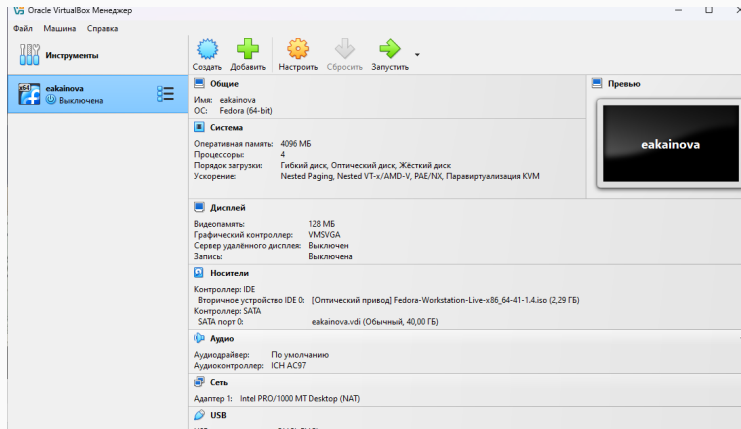 Oracle VirtualBox Менеджер
Файл Машина Справка
Инструменты
Создать Добавить Настроить Сбросить Запустить
x64
eakainova
Выключена
Общие
Имя: eakainova
ОС: Fedora (64-bit)
Превью
eakainova
Система
Оперативная память: 4096 МБ
Процессоры: 4
Порядок загрузки: Гибкий диск, Оптический диск, Жёсткий диск
Ускорение: Nested Paging, Nested VT-x/AMD-V, PAE/NX, Паравиртуализация KVM
Дисплей
Видеопамять: 128 МБ
Графический контроллер: VMSVGA
Сервер удалённого дисплея: Выключен
Запись: Выключена
Носители
Контроллер: IDE
Вторичное устройство IDE 0: [Оптический привод] Fedora-Workstation-Live-x86_64-41-1.4.iso (2,29 ГБ)
Контроллер: SATA
SATA порт 0: eakainova.vdi (Обычный, 40,00 ГБ)
Аудио
Аудиодрайвер: По умолчанию
Аудиоконтроллер: ICH AC97
Сеть
Адаптер 1: Intel PRO/1000 MT Desktop (NAT)
USB